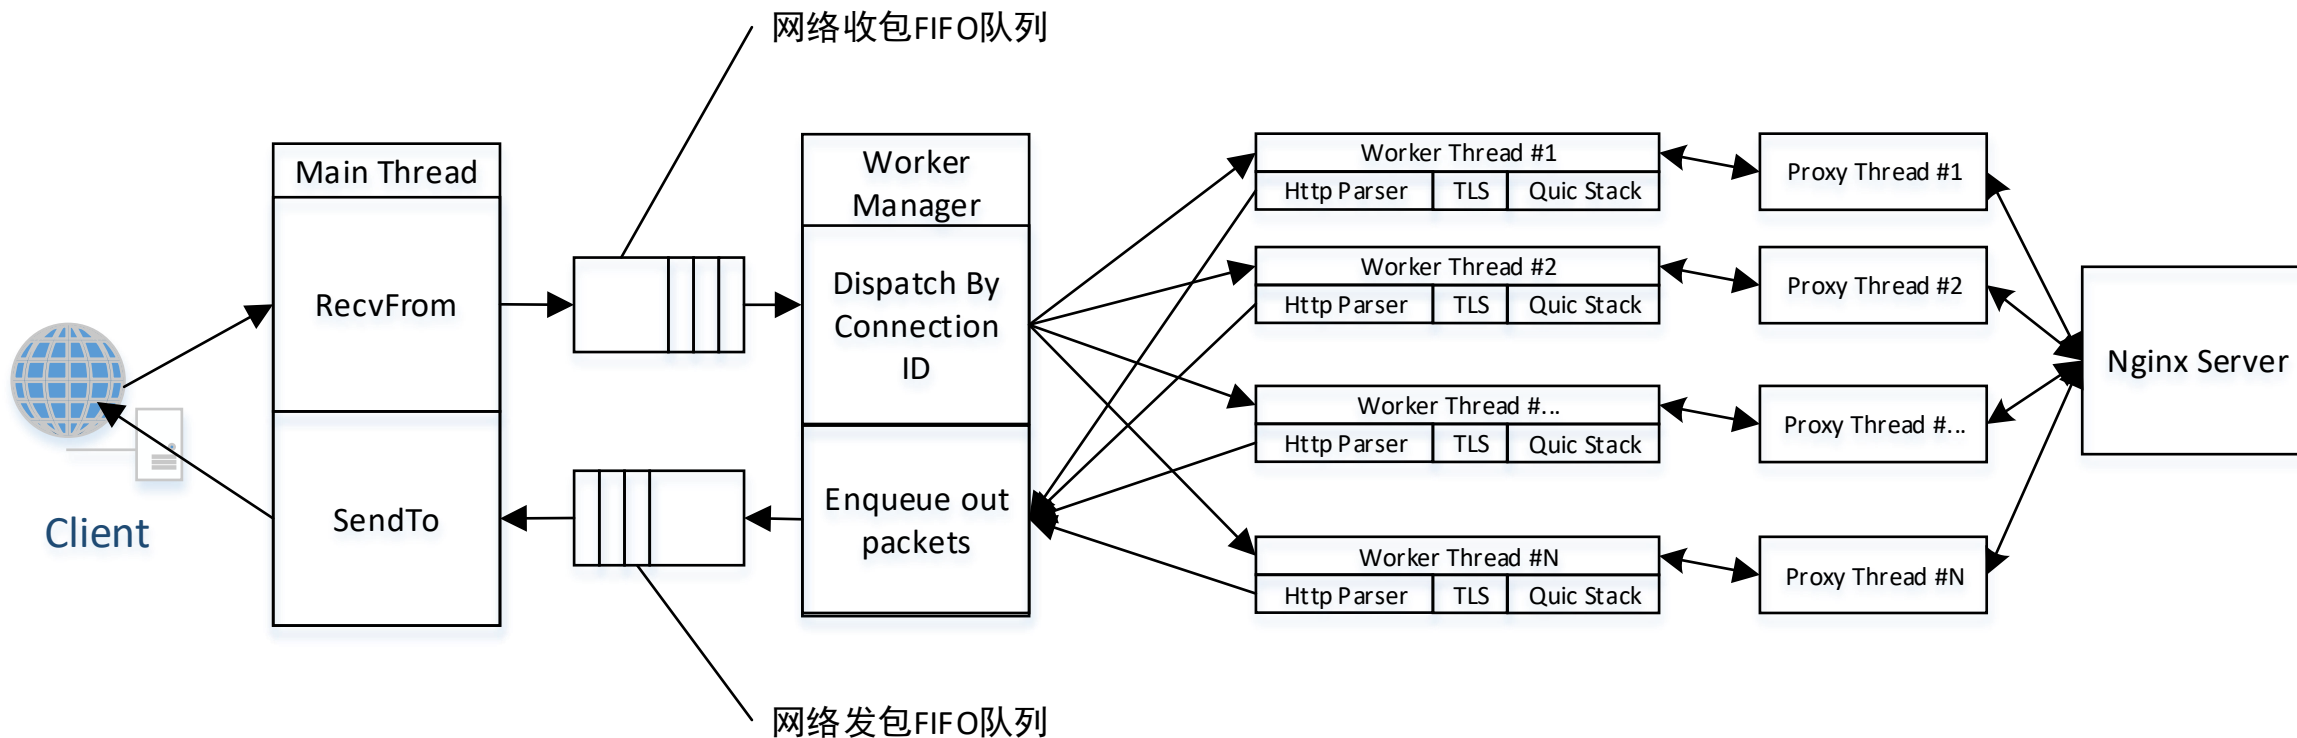 网络收包FIFO队列
Main Thread
RecvFrom
SendTo
Client
Worker
Manager
Dispatch By
Connection
ID
Enqueue out
packets
网络发包FIFO队列
Worker Thread #1
Http Parser TLS Quic Stack
Worker Thread #2
Http Parser TLS Quic Stack
Worker Thread #...
Http Parser TLS Quic Stack
Worker Thread #N
Http Parser TLS Quic Stack
Proxy Thread #1
Proxy Thread #2
Proxy Thread #...
Proxy Thread #N
Nginx Server